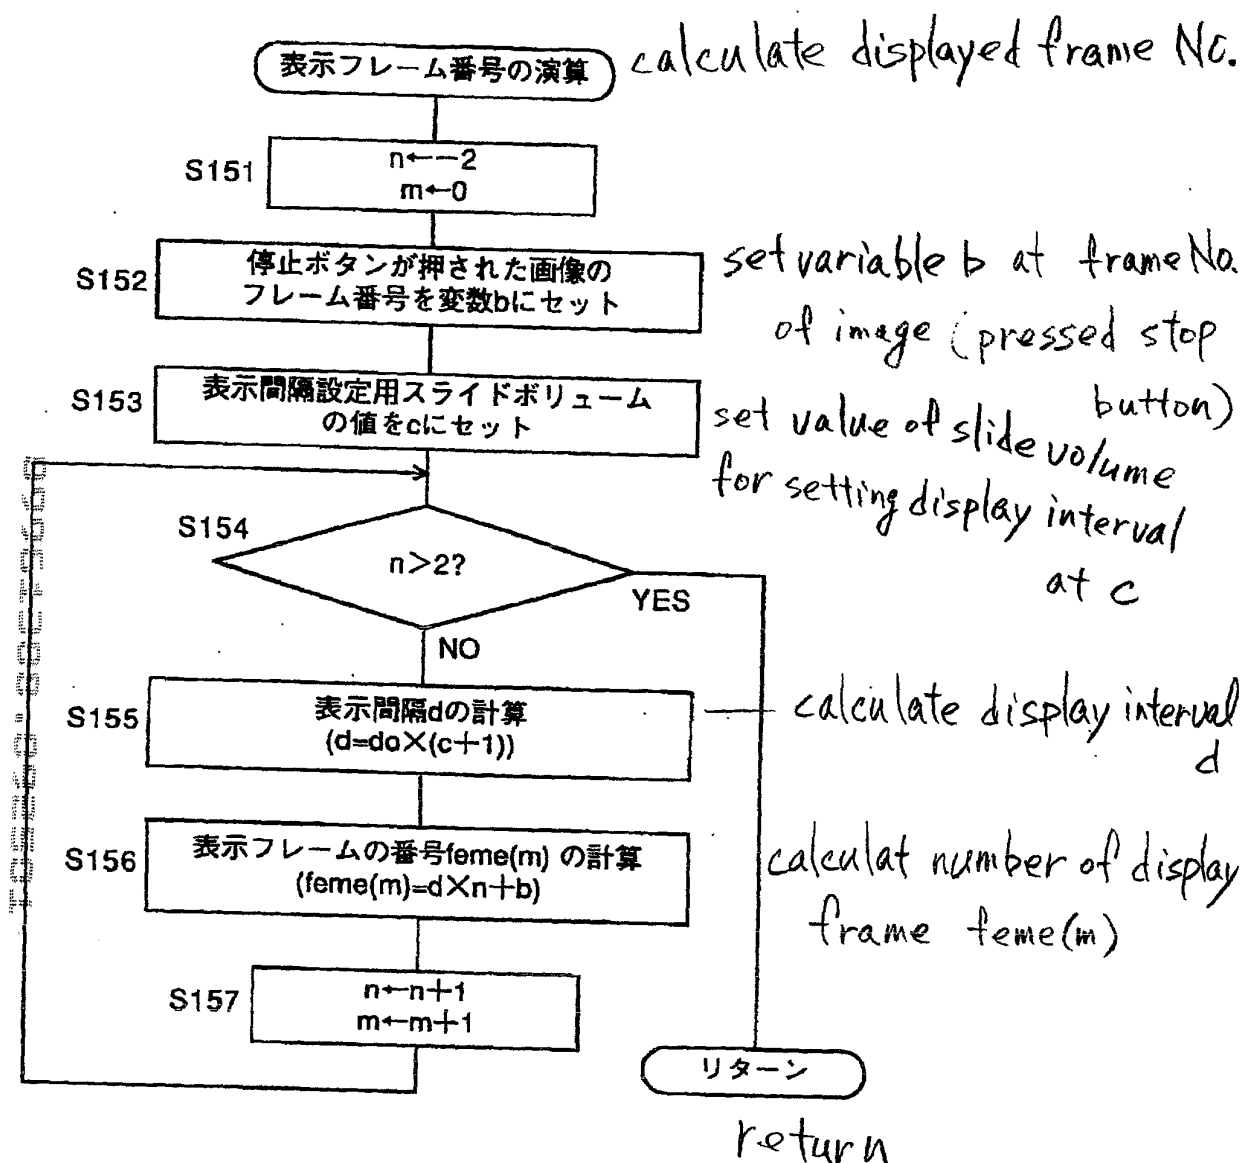 表示フレーム番号の演算
calculate displayed frame No.
S151
n←−2
m←0
S152
停止ボタンが押された画像の
フレーム番号を変数bにセット
set variable b at frame No.
of image (pressed stop
button)
S153
表示間隔設定用スライドボリューム
の値をcにセット
set value of slide volume
for setting display interval
at c
S154
n>2?
YES
NO
S155
表示間隔dの計算
(d=do×(c+1))
calculate display interval
d
S156
表示フレームの番号feme(m) の計算
(feme(m)=d×n+b)
calculat number of display
frame feme(m)
S157
n←n+1
m←m+1
リターン
return